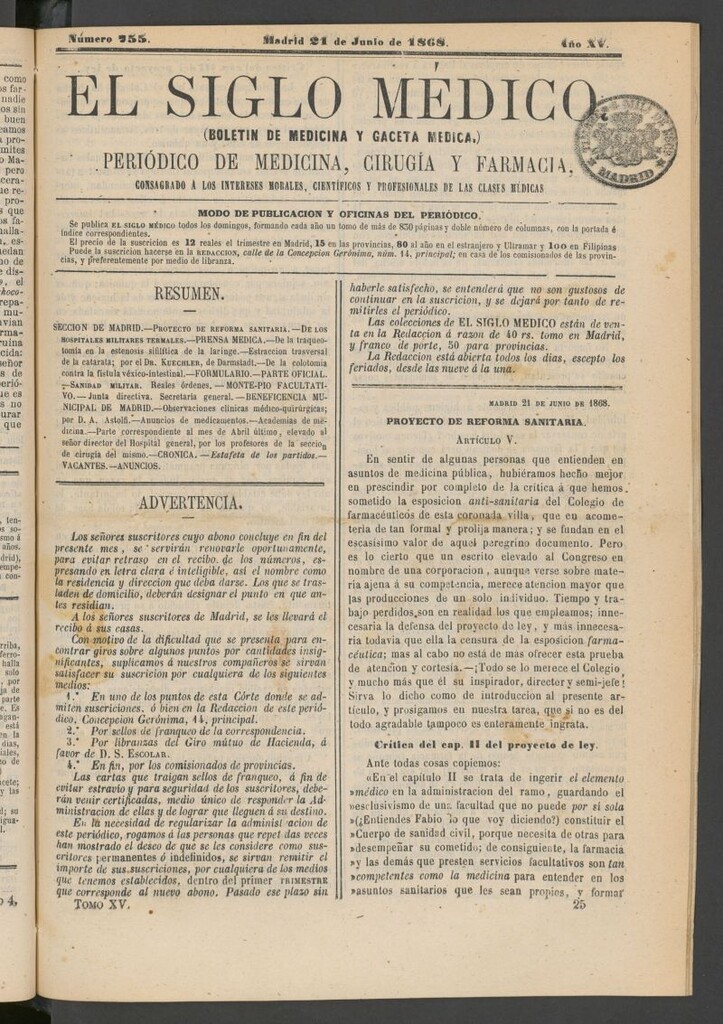 Número 755.
Madrid 21 de Junio de 1868.
Año XV.
EL SIGLO MÉDICO
(BOLETIN DE MEDICINA Y GACETA MEDICA.)
PERIÓDICO DE MEDICINA, CIRUGÍA Y FARMACIA,
CONSAGRADO Á LOS INTERESES MORALES, CIENTÍFICOS Y PROFESIONALES DE LAS CLASES MÉDICAS
MADRID
MODO DE PUBLICACION Y OFICINAS DEL PERIÓDICO.
Se publica EL SIGLO MÉDICO todos los domingos, formando cada año un tomo de más de 830 páginas y doble número de columnas, con la portada é
índice correspondientes.
El precio de la suscricion es 12 reales el trimestre en Madrid, 15 en las provincias, 80 al año en el estranjero y Ultramar y 100 en Filipinas
Puede la suscricion hacerse en la REDACCION, calle de la Concepcion Gerónima, núm. 14, principal; en casa de los comisionados de las provin-
cias, y preferentemente por medio de libranza.
RESUMEN.
SECCION DE MADRID.—PROYECTO DE REFORMA SANITARIA.—DE LOS
HOSPITALES MILITARES TERMALES.—PRENSA MEDICA.—De la traqueo-
tomía en la estenosis sifilítica de la laringe.—Estraccion trasversal
de la catarata; por el DR. KUECHLER, de Darmstadt.—De la colotomia
contra la fístula véxico-intestinal.—FORMULARIO.—PARTE OFICIAL.
—SANIDAD MILITAR. Reales órdenes.—MONTE-PIO FACULTATI-
VO.—Junta directiva. Secretaría general.—BENEFICENCIA MU-
NICIPAL DE MADRID.—Observaciones clínicas médico-quirúrgicas;
por D. A. Astolfi.—Anuncios de medicamentos.—Academias de me-
dicina.—Parte correspondiente al mes de Abril último, elevado al
señor director del Hospital general, por los profesores de la seccion
de cirugía del mismo.—CRONICA.—Estafeta de los partidos.—
VACANTES.—ANUNCIOS.
ADVERTENCIA.
Los señores suscritores cuyo abono concluye en fin del
presente mes, se servirán renovarle oportunamente,
para evitar retraso en el recibo de los números, es-
presando en letra clara é inteligible, así el nombre como
la residencia y direccion que deba darse. Los que se tras-
laden de domicilio, deberán designar el punto en que an-
tes residian.
A los señores suscritores de Madrid, se les llevará el
recibo á sus casas.
Con motivo de la dificultad que se presenta para en-
contrar giros sobre algunos puntos por cantidades insig-
nificantes, suplicamos á nuestros compañeros se sirvan
satisfacer su suscricion por cualquiera de los siguientes
medios:
1.° En uno de los puntos de esta Córte donde se ad-
miten suscriciones, ó bien en la Redaccion de este perió-
dico, Concepcion Gerónima, 14, principal.
2.° Por sellos de franqueo de la correspondencia.
3.° Por libranzas del Giro mútuo de Hacienda, á
favor de D. S. ESCOLAR.
4.° En fin, por los comisionados de provincias.
Las cartas que traigan sellos de franqueo, á fin de
evitar estravio y para seguridad de los suscritores, debe-
rán venir certificadas, medio único de responder la Ad-
ministracion de ellas y de lograr que lleguen á su destino.
En la necesidad de regularizar la administracion de
este periódico, rogamos á las personas que repetidas veces
han mostrado el deseo de que se les considere como sus-
critores permanentes ó indefinidos, se sirvan remitir el
importe de sus suscriciones, por cualquiera de los medios
que tenemos establecidos, dentro del primer TRIMESTRE
que corresponde al nuevo abono. Pasado ese plazo sin
TOMO XV.
haberle satisfecho, se entenderá que no son gustosos de
continuar en la suscricion, y se dejará por tanto de re-
mitirles el periódico.
Las colecciones de EL SIGLO MEDICO están de ven-
ta en la Redaccion á razon de 40 rs. tomo en Madrid,
y franco de porte, 50 para provincias.
La Redaccion está abierta todos los dias, escepto los
feriados, desde las nueve á la una.
MADRID 21 DE JUNIO DE 1868.
PROYECTO DE REFORMA SANITARIA.
ARTÍCULO V.
En sentir de algunas personas que entienden en
asuntos de medicina pública, hubiéramos hecho mejor
en prescindir por completo de la crítica á que hemos
sometido la esposicion anti-sanitaria del Colegio de
farmacéuticos de esta coronada villa, que en acome-
teria de tan formal y prolija manera; y se fundan en el
escasísimo valor de aquel peregrino documento. Pero
es lo cierto que un escrito elevado al Congreso en
nombre de una corporacion, aunque verse sobre mate-
ria ajena á su competencia, merece atencion mayor que
las producciones de un solo individuo. Tiempo y tra-
bajo perdidos son en realidad los que empleamos; inne-
cesaria la defensa del proyecto de ley, y más innece-
saria todavía que ella la censura de la esposicion farma-
céutica; mas al cabo no está de mas ofrecer esta prueba
de atencion y cortesía.—¡Todo se lo merece el Colegio
y mucho más que él su inspirador, director y semi-jefe!
Sirva lo dicho como de introduccion al presente ar-
tículo, y prosigamos en nuestra tarea, que si no es del
todo agradable tampoco es enteramente ingrata.
Crítica del cap. II del proyecto de ley.
Ante todas cosas copiemos:
«En el capítulo II se trata de ingerir el elemento
»médico en la administracion del ramo, guardando el
»esclusivismo de una facultad que no puede por si sola
»(¿Entiendes Fabio lo que voy diciendo?) constituir el
»Cuerpo de sanidad civil, porque necesita de otras para
»desempeñar su cometido; de consiguiente, la farmacia
»y las demás que presten servicios facultativos son tan
»competentes como la medicina para entender en los
»asuntos sanitarios que les sean propios, y formar
25